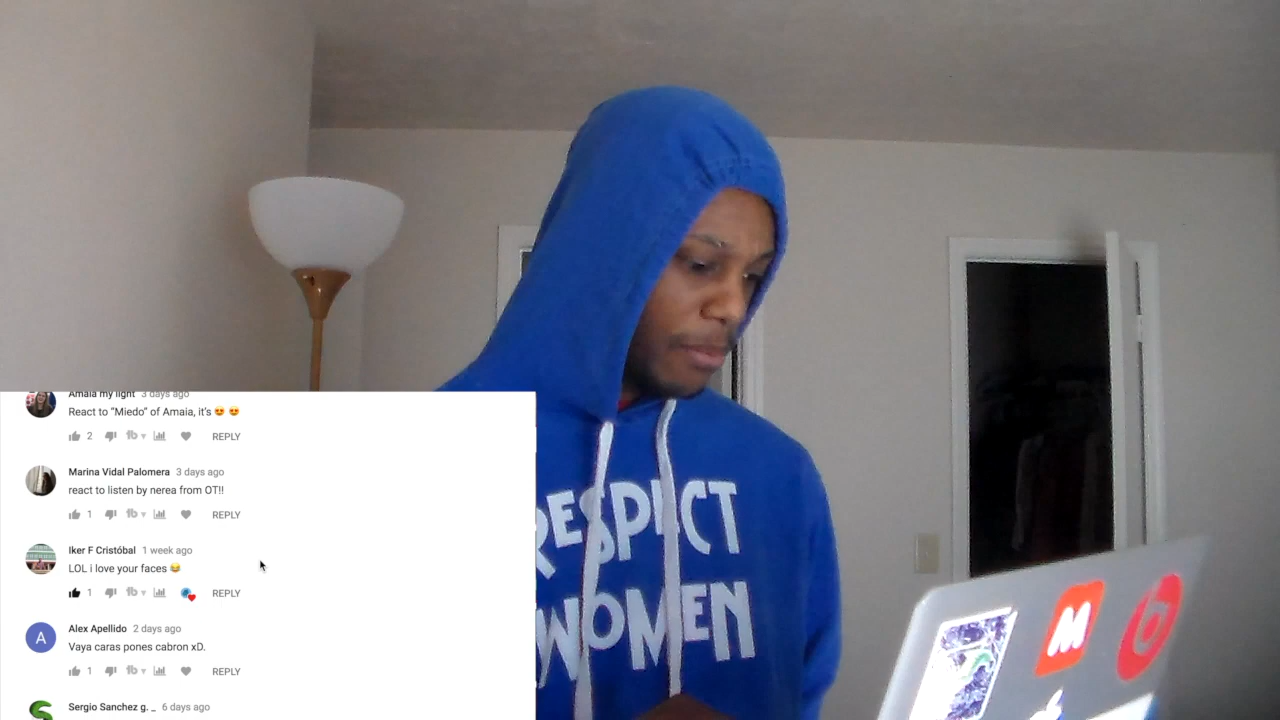 Amaia my light 3 days ago
React to “Miedo” of Amaia, it's 😍 😍
2 REPLY
Marina Vidal Palomera 3 days ago
react to listen by nerea from OT!!
1 REPLY
Iker F Cristóbal 1 week ago
LOL i love your faces 😂
1 REPLY
A
Alex Apellido 2 days ago
Vaya caras pones cabron xD.
1 REPLY
Sergio Sanchez g. _ 6 days ago
RESPECT
WOMEN
M